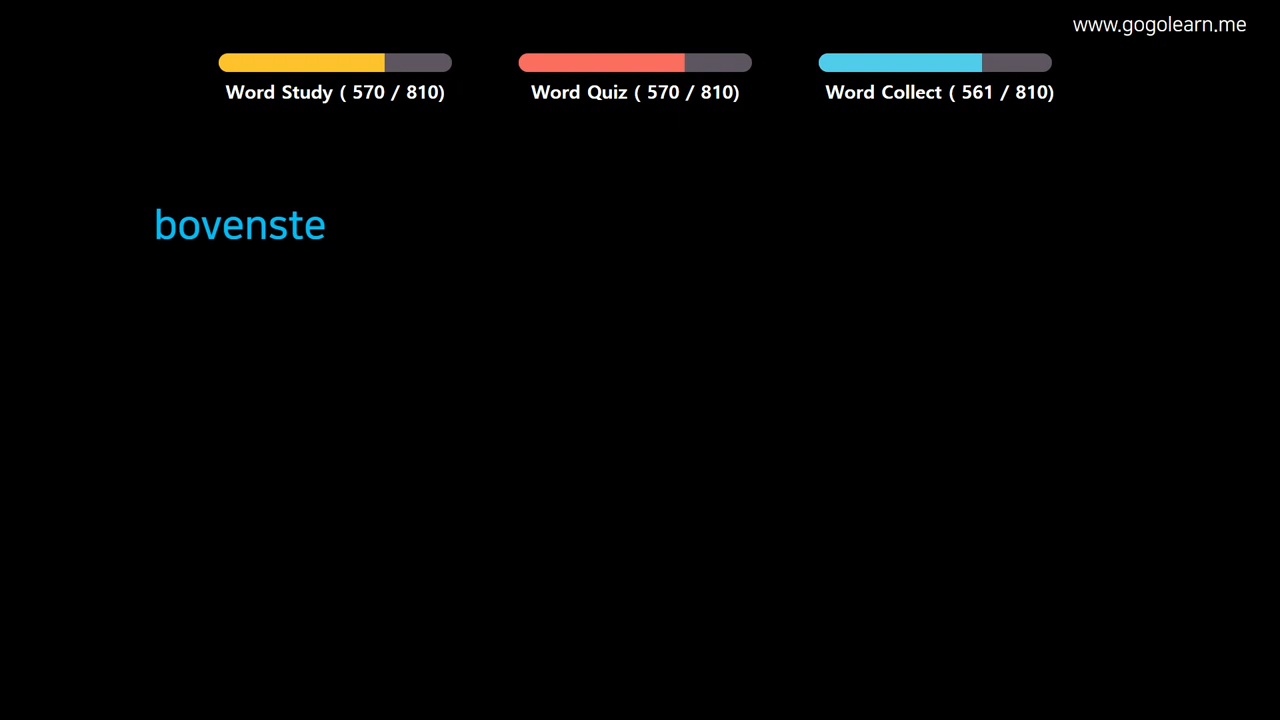 www.gogolearn.me
Word Study ( 570 / 810)
Word Quiz ( 570 / 810)
Word Collect ( 561 / 810)
bovenste